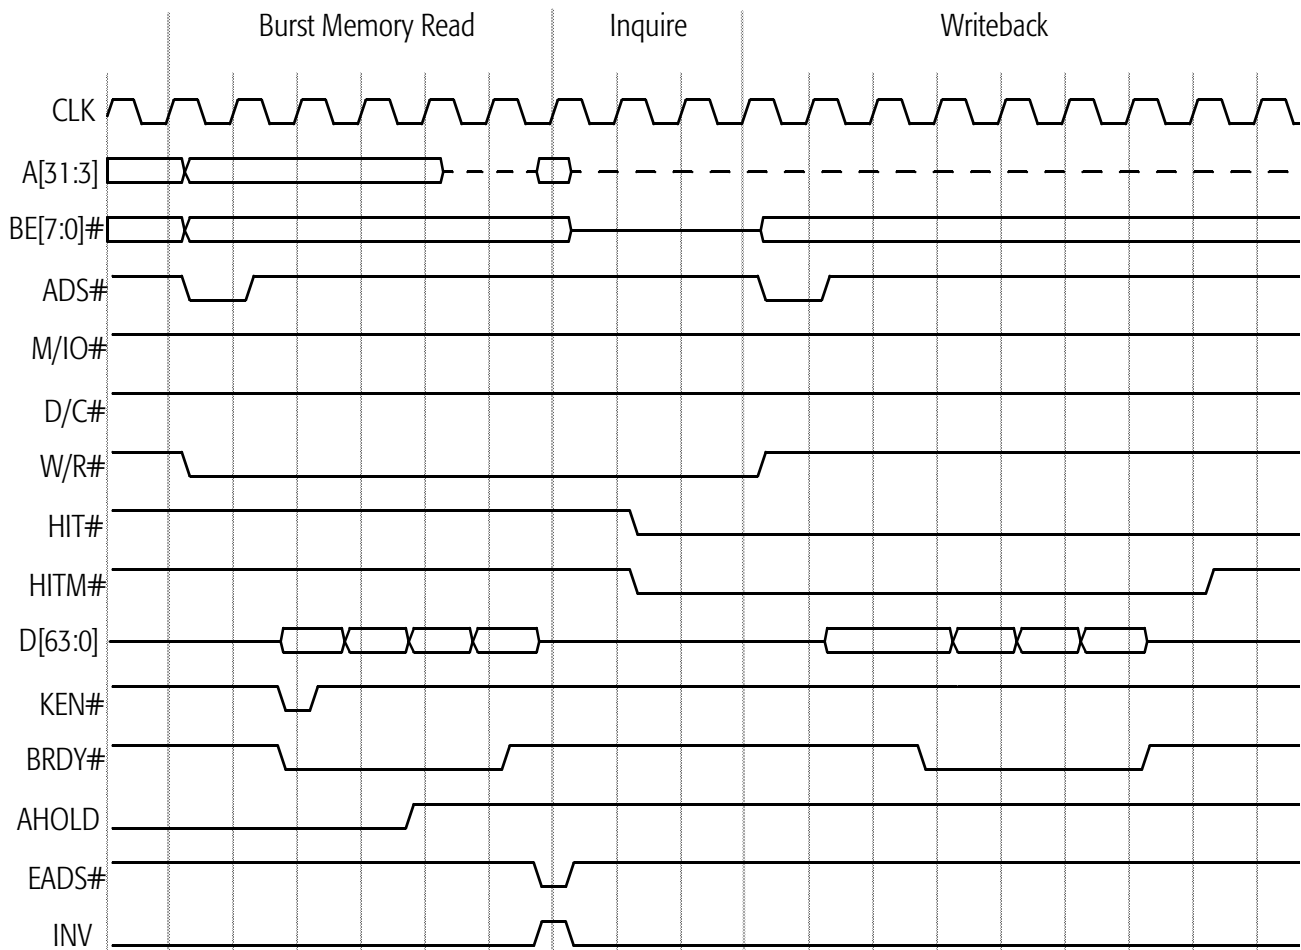 Burst Memory Read Inquire Writeback
CLK
A[31:3]
BE[7:0]#
ADS#
M/IO#
D/C#
W/R#
HIT#
HITM#
D[63:0]
KEN#
BRDY#
AHOLD
EADS#
INV